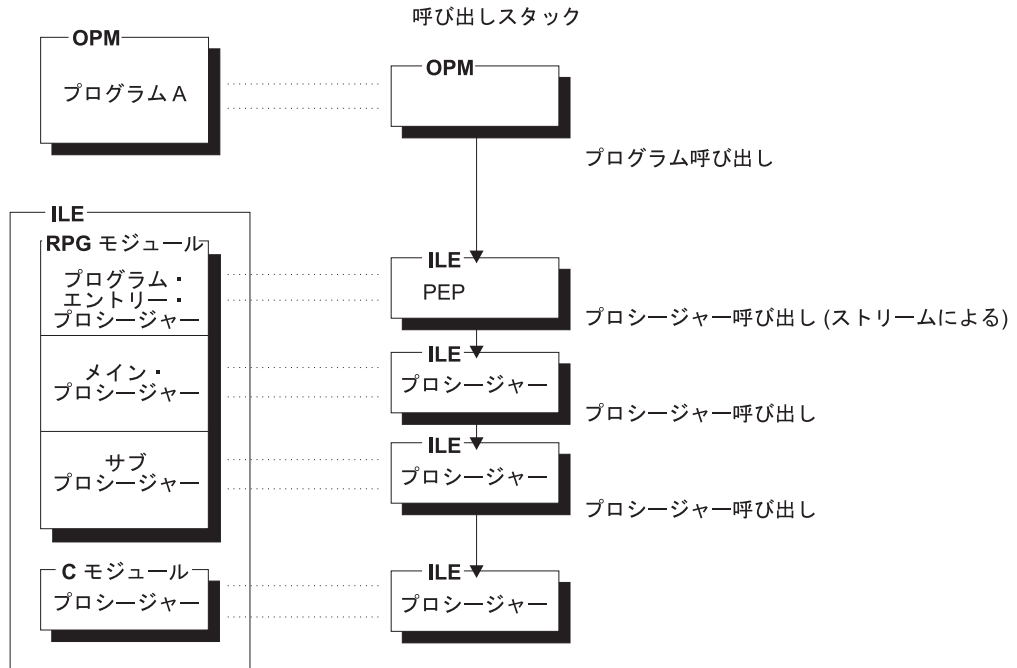 呼び出しスタック
OPM
プログラム A
OPM
プログラム呼び出し
ILE
RPG モジュール
プログラム・
エントリー・
プロシージャー
ILE
PEP
プロシージャー呼び出し (ストリームによる)
メイン・
プロシージャー
ILE
プロシージャー
プロシージャー呼び出し
サブ
プロシージャー
ILE
プロシージャー
プロシージャー呼び出し
C モジュール
プロシージャー
ILE
プロシージャー